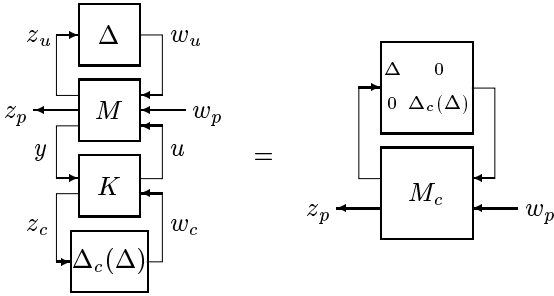 z_u Δ w_u
z_p M w_p
y u
K
z_c w_c
Δ_c(Δ)
=
Δ 0
0 Δ_c(Δ)
M_c
z_p w_p